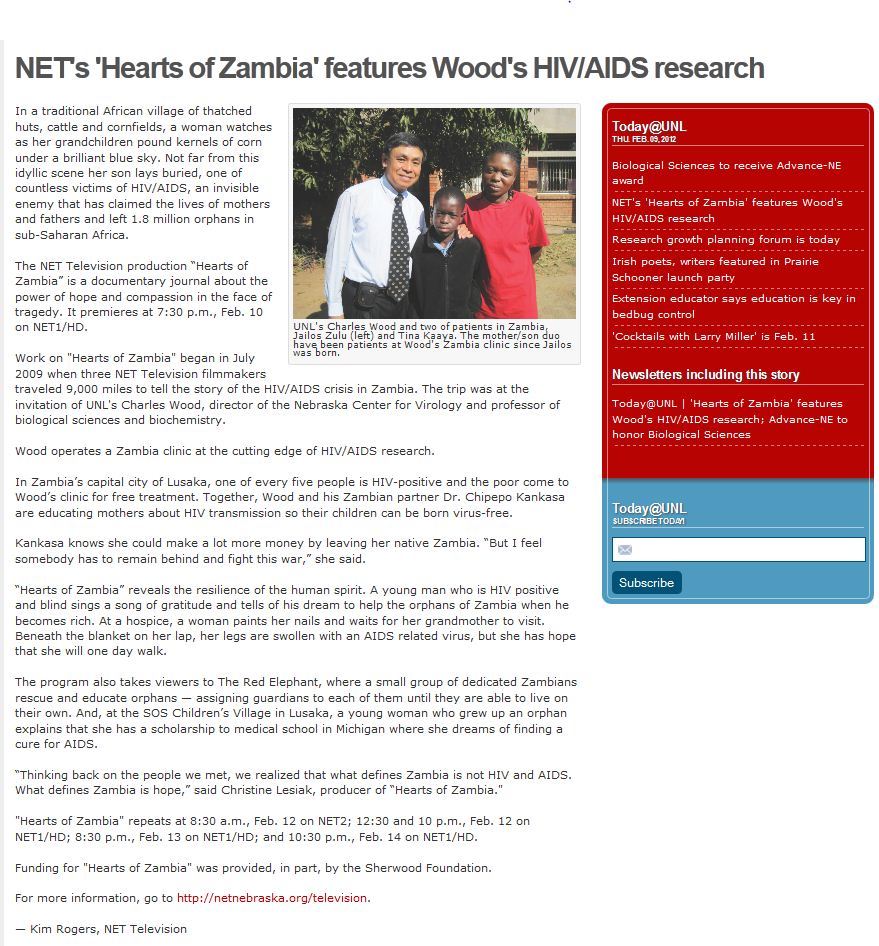 NET's 'Hearts of Zambia' features Wood's HIV/AIDS research
In a traditional African village of thatched
huts, cattle and cornfields, a woman watches
as her grandchildren pound kernels of corn
under a brilliant blue sky. Not far from this
idyllic scene her son lays buried, one of
countless victims of HIV/AIDS, an invisible
enemy that has claimed the lives of mothers
and fathers and left 1.8 million orphans in
sub-Saharan Africa.
The NET Television production “Hearts of
Zambia” is a documentary journal about the
power of hope and compassion in the face of
tragedy. It premieres at 7:30 p.m., Feb. 10
on NET1/HD.
UNL's Charles Wood and two of patients in Zambia,
Jailos Zulu (left) and Tina Kaaya. The mother/son duo
have been patients at Wood's Zambia clinic since Jailos
was born.
Work on "Hearts of Zambia" began in July
2009 when three NET Television filmmakers
traveled 9,000 miles to tell the story of the HIV/AIDS crisis in Zambia. The trip was at the
invitation of UNL's Charles Wood, director of the Nebraska Center for Virology and professor of
biological sciences and biochemistry.
Wood operates a Zambia clinic at the cutting edge of HIV/AIDS research.
In Zambia’s capital city of Lusaka, one of every five people is HIV-positive and the poor come to
Wood’s clinic for free treatment. Together, Wood and his Zambian partner Dr. Chipepo Kankasa
are educating mothers about HIV transmission so their children can be born virus-free.
Kankasa knows she could make a lot more money by leaving her native Zambia. “But I feel
somebody has to remain behind and fight this war,” she said.
“Hearts of Zambia” reveals the resilience of the human spirit. A young man who is HIV positive
and blind sings a song of gratitude and tells of his dream to help the orphans of Zambia when he
becomes rich. At a hospice, a woman paints her nails and waits for her grandmother to visit.
Beneath the blanket on her lap, her legs are swollen with an AIDS related virus, but she has hope
that she will one day walk.
The program also takes viewers to The Red Elephant, where a small group of dedicated Zambians
rescue and educate orphans — assigning guardians to each of them until they are able to live on
their own. And, at the SOS Children’s Village in Lusaka, a young woman who grew up an orphan
explains that she has a scholarship to medical school in Michigan where she dreams of finding a
cure for AIDS.
“Thinking back on the people we met, we realized that what defines Zambia is not HIV and AIDS.
What defines Zambia is hope,” said Christine Lesiak, producer of “Hearts of Zambia."
"Hearts of Zambia" repeats at 8:30 a.m., Feb. 12 on NET2; 12:30 and 10 p.m., Feb. 12 on
NET1/HD; 8:30 p.m., Feb. 13 on NET1/HD; and 10:30 p.m., Feb. 14 on NET1/HD.
Funding for "Hearts of Zambia" was provided, in part, by the Sherwood Foundation.
For more information, go to http://netnebraska.org/television.
— Kim Rogers, NET Television
Today@UNL
THU. FEB. 09, 2012
Biological Sciences to receive Advance-NE
award
NET's 'Hearts of Zambia' features Wood's
HIV/AIDS research
Research growth planning forum is today
Irish poets, writers featured in Prairie
Schooner launch party
Extension educator says education is key in
bedbug control
'Cocktails with Larry Miller' is Feb. 11
Newsletters including this story
Today@UNL | 'Hearts of Zambia' features
Wood's HIV/AIDS research; Advance-NE to
honor Biological Sciences
Today@UNL
SUBSCRIBE TODAY!
Subscribe